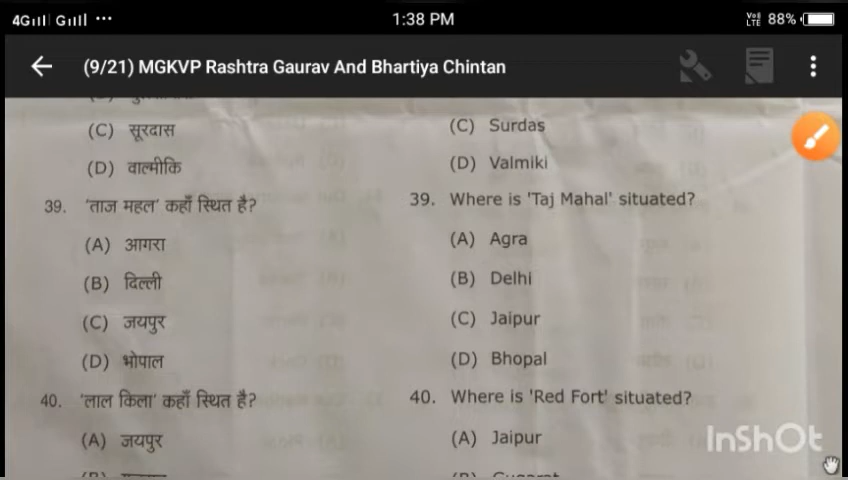 4G G ••• 1:38 PM VoI LTE 88%
(9/21) MGKVP Rashtra Gaurav And Bhartiya Chintan
(C) सूरदास
(D) वाल्मीकि
39. 'ताज महल' कहाँ स्थित है?
(A) आगरा
(B) दिल्ली
(C) जयपुर
(D) भोपाल
40. 'लाल किला' कहाँ स्थित है?
(A) जयपुर
(C) Surdas
(D) Valmiki
39. Where is 'Taj Mahal' situated?
(A) Agra
(B) Delhi
(C) Jaipur
(D) Bhopal
40. Where is 'Red Fort' situated?
(A) Jaipur
InShOt